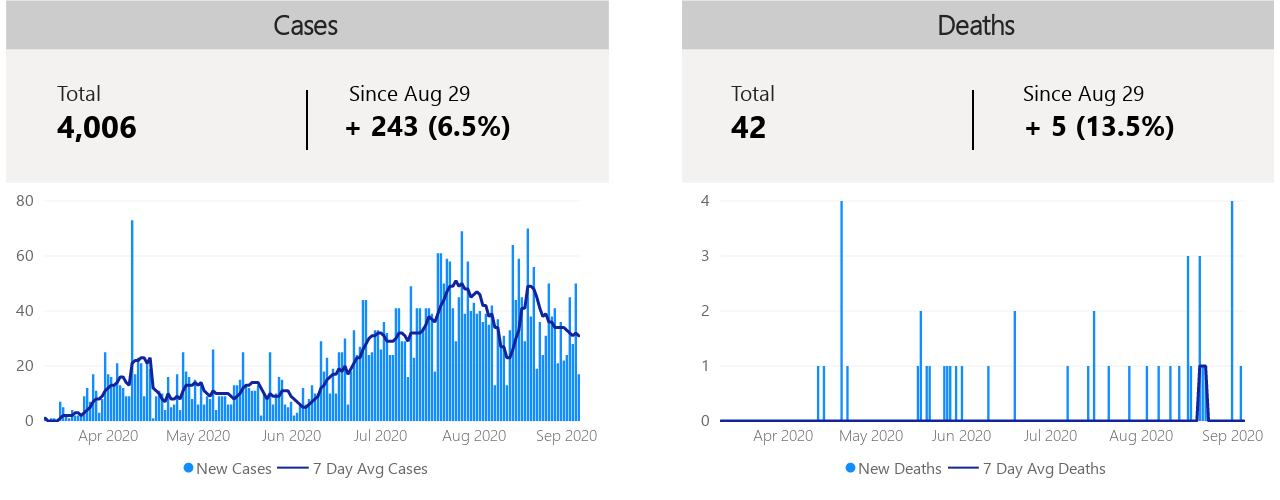 Cases
Total
4,006
Since Aug 29
+ 243 (6.5%)
80
60
40
20
0
Apr 2020 May 2020 Jun 2020 Jul 2020 Aug 2020 Sep 2020
New Cases 7 Day Avg Cases
Deaths
Total
42
Since Aug 29
+ 5 (13.5%)
4
3
2
1
0
Apr 2020 May 2020 Jun 2020 Jul 2020 Aug 2020 Sep 2020
New Deaths 7 Day Avg Deaths